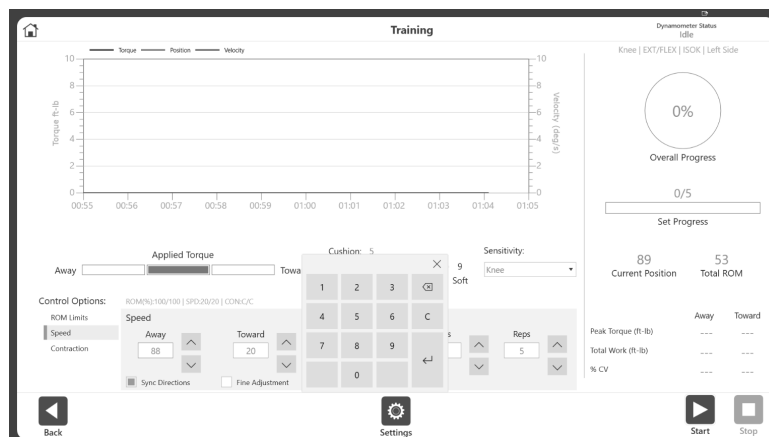 Training
Dynamometer Status
Idle
Torque Position Velocity
Knee | EXT/FLEX | ISOK | Left Side
10 8 6 4 2 0
Torque ft-lb
10 8 6 4 2 0
Velocity (deg/s)
00:55 00:56 00:57 00:58 00:59 01:00 01:01 01:02 01:03 01:04 01:05
0%
Overall Progress
0/5
Set Progress
89 53
Current Position Total ROM
Applied Torque
Away
Cushion: 5
9
Soft
Sensitivity:
Knee
1 2 3
4 5 6 C
7 8 9
0
Control Options:
ROM Limits
Speed
Contraction
ROM(%):100/100 | SPD:20/20 | CON:C/C
Speed
Away Toward Reps
88 20 5
Sync Directions Fine Adjustment
Away Toward
Peak Torque (ft-lb) --- ---
Total Work (ft-lb) --- ---
% CV --- ---
Back
Settings
Start
Stop